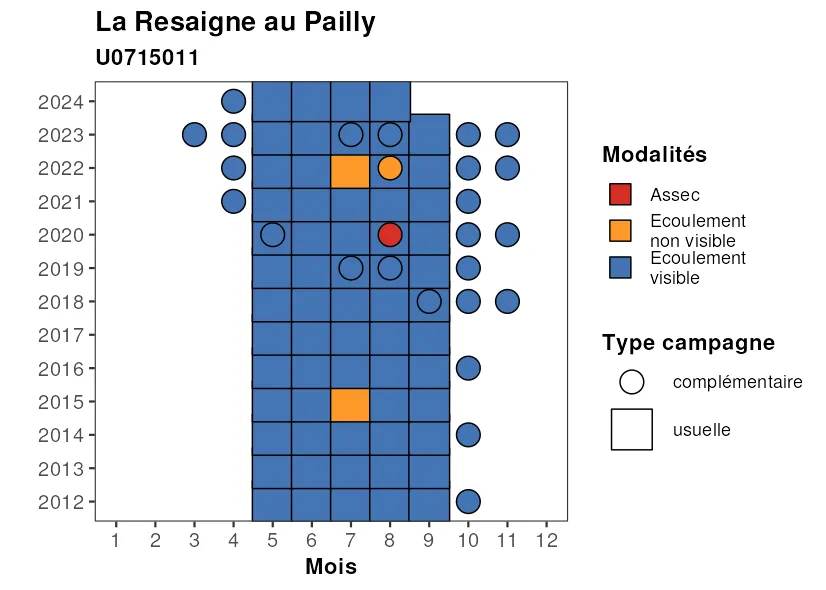 La Resaigne au Pailly
U0715011
2024
2023
2022
2021
2020
2019
2018
2017
2016
2015
2014
2013
2012
1 2 3 4 5 6 7 8 9 10 11 12
Mois
Modalités
Assec
Ecoulement
non visible
Ecoulement
visible
Type campagne
complémentaire
usuelle